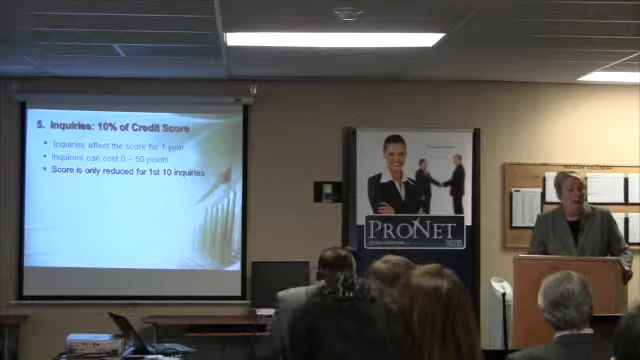 5. Inquiries: 10% of Credit Score
• Inquiries affect the score for 1 year
• Inquiries can cost 0 – 50 points
• Score is only reduced for 1st 10 inquiries
PRONET